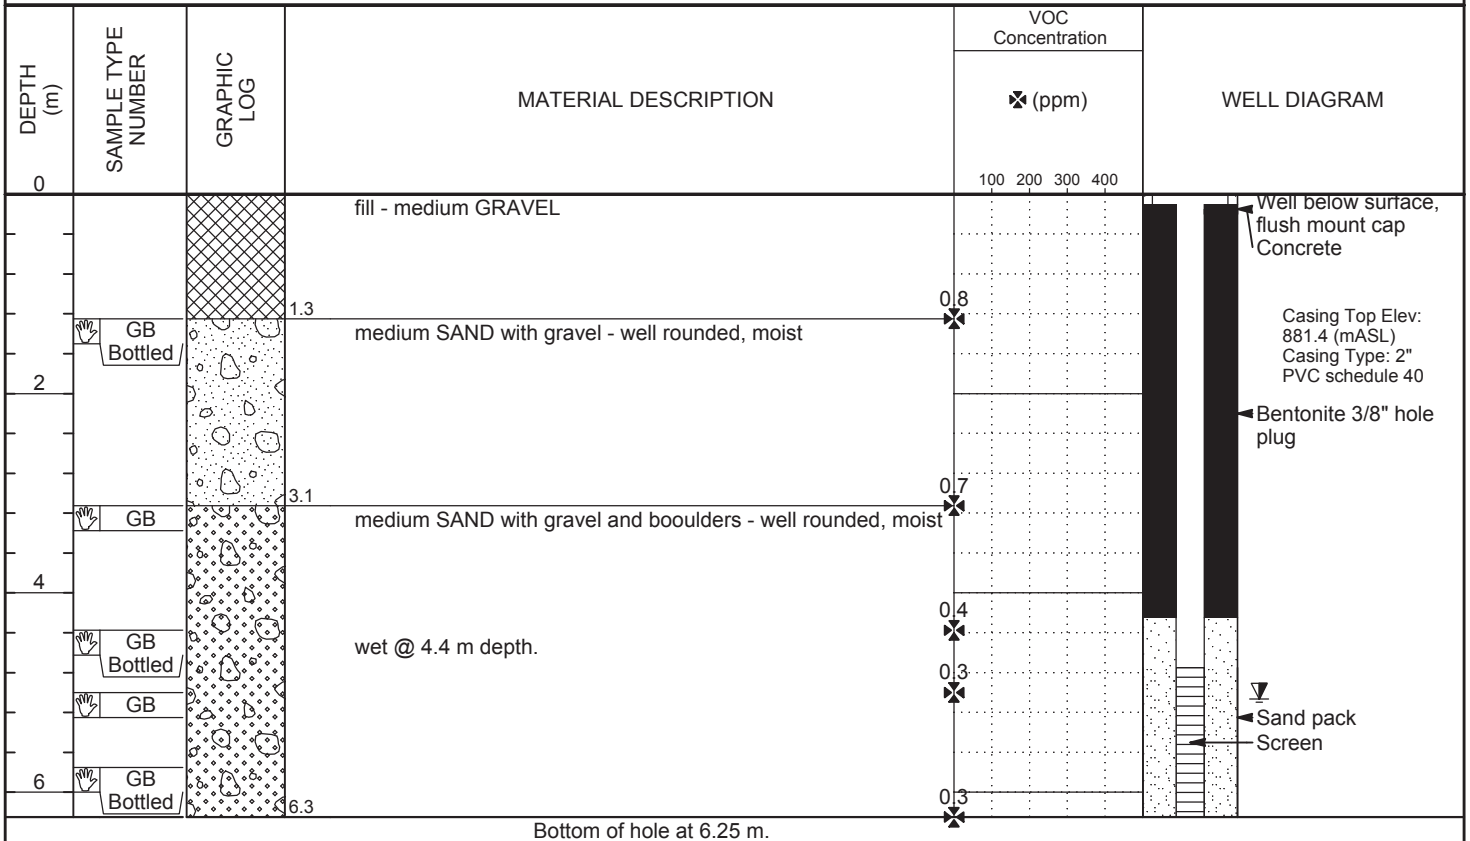 DEPTH
(m)
SAMPLE TYPE
NUMBER
GRAPHIC
LOG
MATERIAL DESCRIPTION
VOC
Concentration
(ppm)
WELL DIAGRAM
0
100 200 300 400
fill - medium GRAVEL
Well below surface,
flush mount cap
Concrete
1.3
0.8
GB
Bottled
medium SAND with gravel - well rounded, moist
Casing Top Elev:
881.4 (mASL)
Casing Type: 2"
PVC schedule 40
2
Bentonite 3/8" hole
plug
3.1
0.7
GB
medium SAND with gravel and booulders - well rounded, moist
4
0.4
GB
Bottled
wet @ 4.4 m depth.
0.3
GB
Sand pack
Screen
6
GB
Bottled
6.3
0.3
Bottom of hole at 6.25 m.